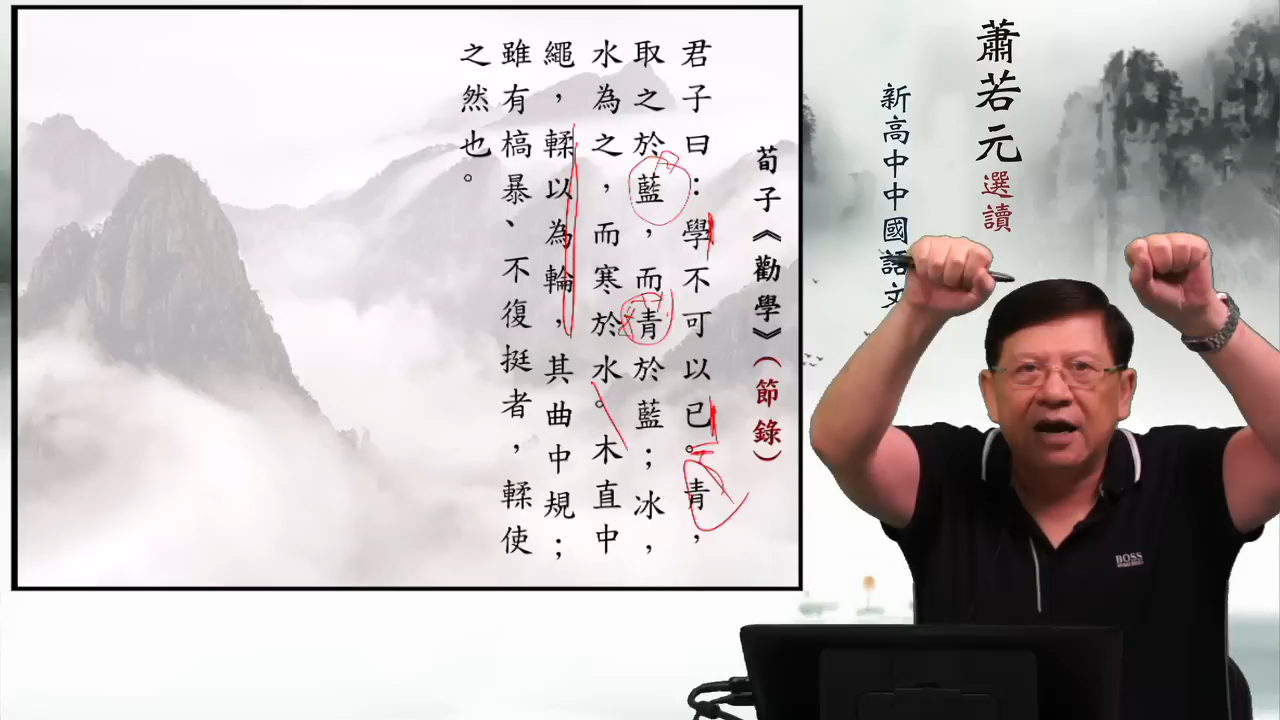 蕭若元選讀
新高中中國語文
荀子《勸學》(節錄)
君子曰：學不可以已。青，
取之於藍，而青於藍；冰，
水為之，而寒於水。木直中
繩，輮以為輪，其曲中規；
雖有槁暴、不復挺者，輮使
之然也。
BOSS
HUGO BOSS